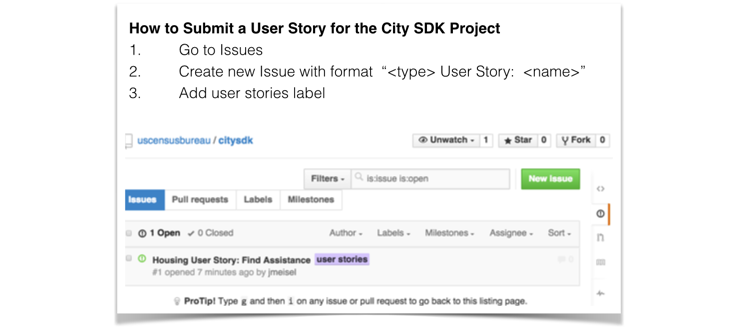 How to Submit a User Story for the City SDK Project
1. Go to Issues
2. Create new Issue with format “<type> User Story: <name>”
3. Add user stories label
uscensusbureau / citysdk
Unwatch 1 Star 0 Fork 0
Filters is:issue is:open New issue
Issues Pull requests Labels Milestones
1 Open 0 Closed Author Labels Milestones Assignee Sort
Housing User Story: Find Assistance user stories
#1 opened 7 minutes ago by jmeisel
ProTip! Type g and then i on any issue or pull request to go back to this listing page.